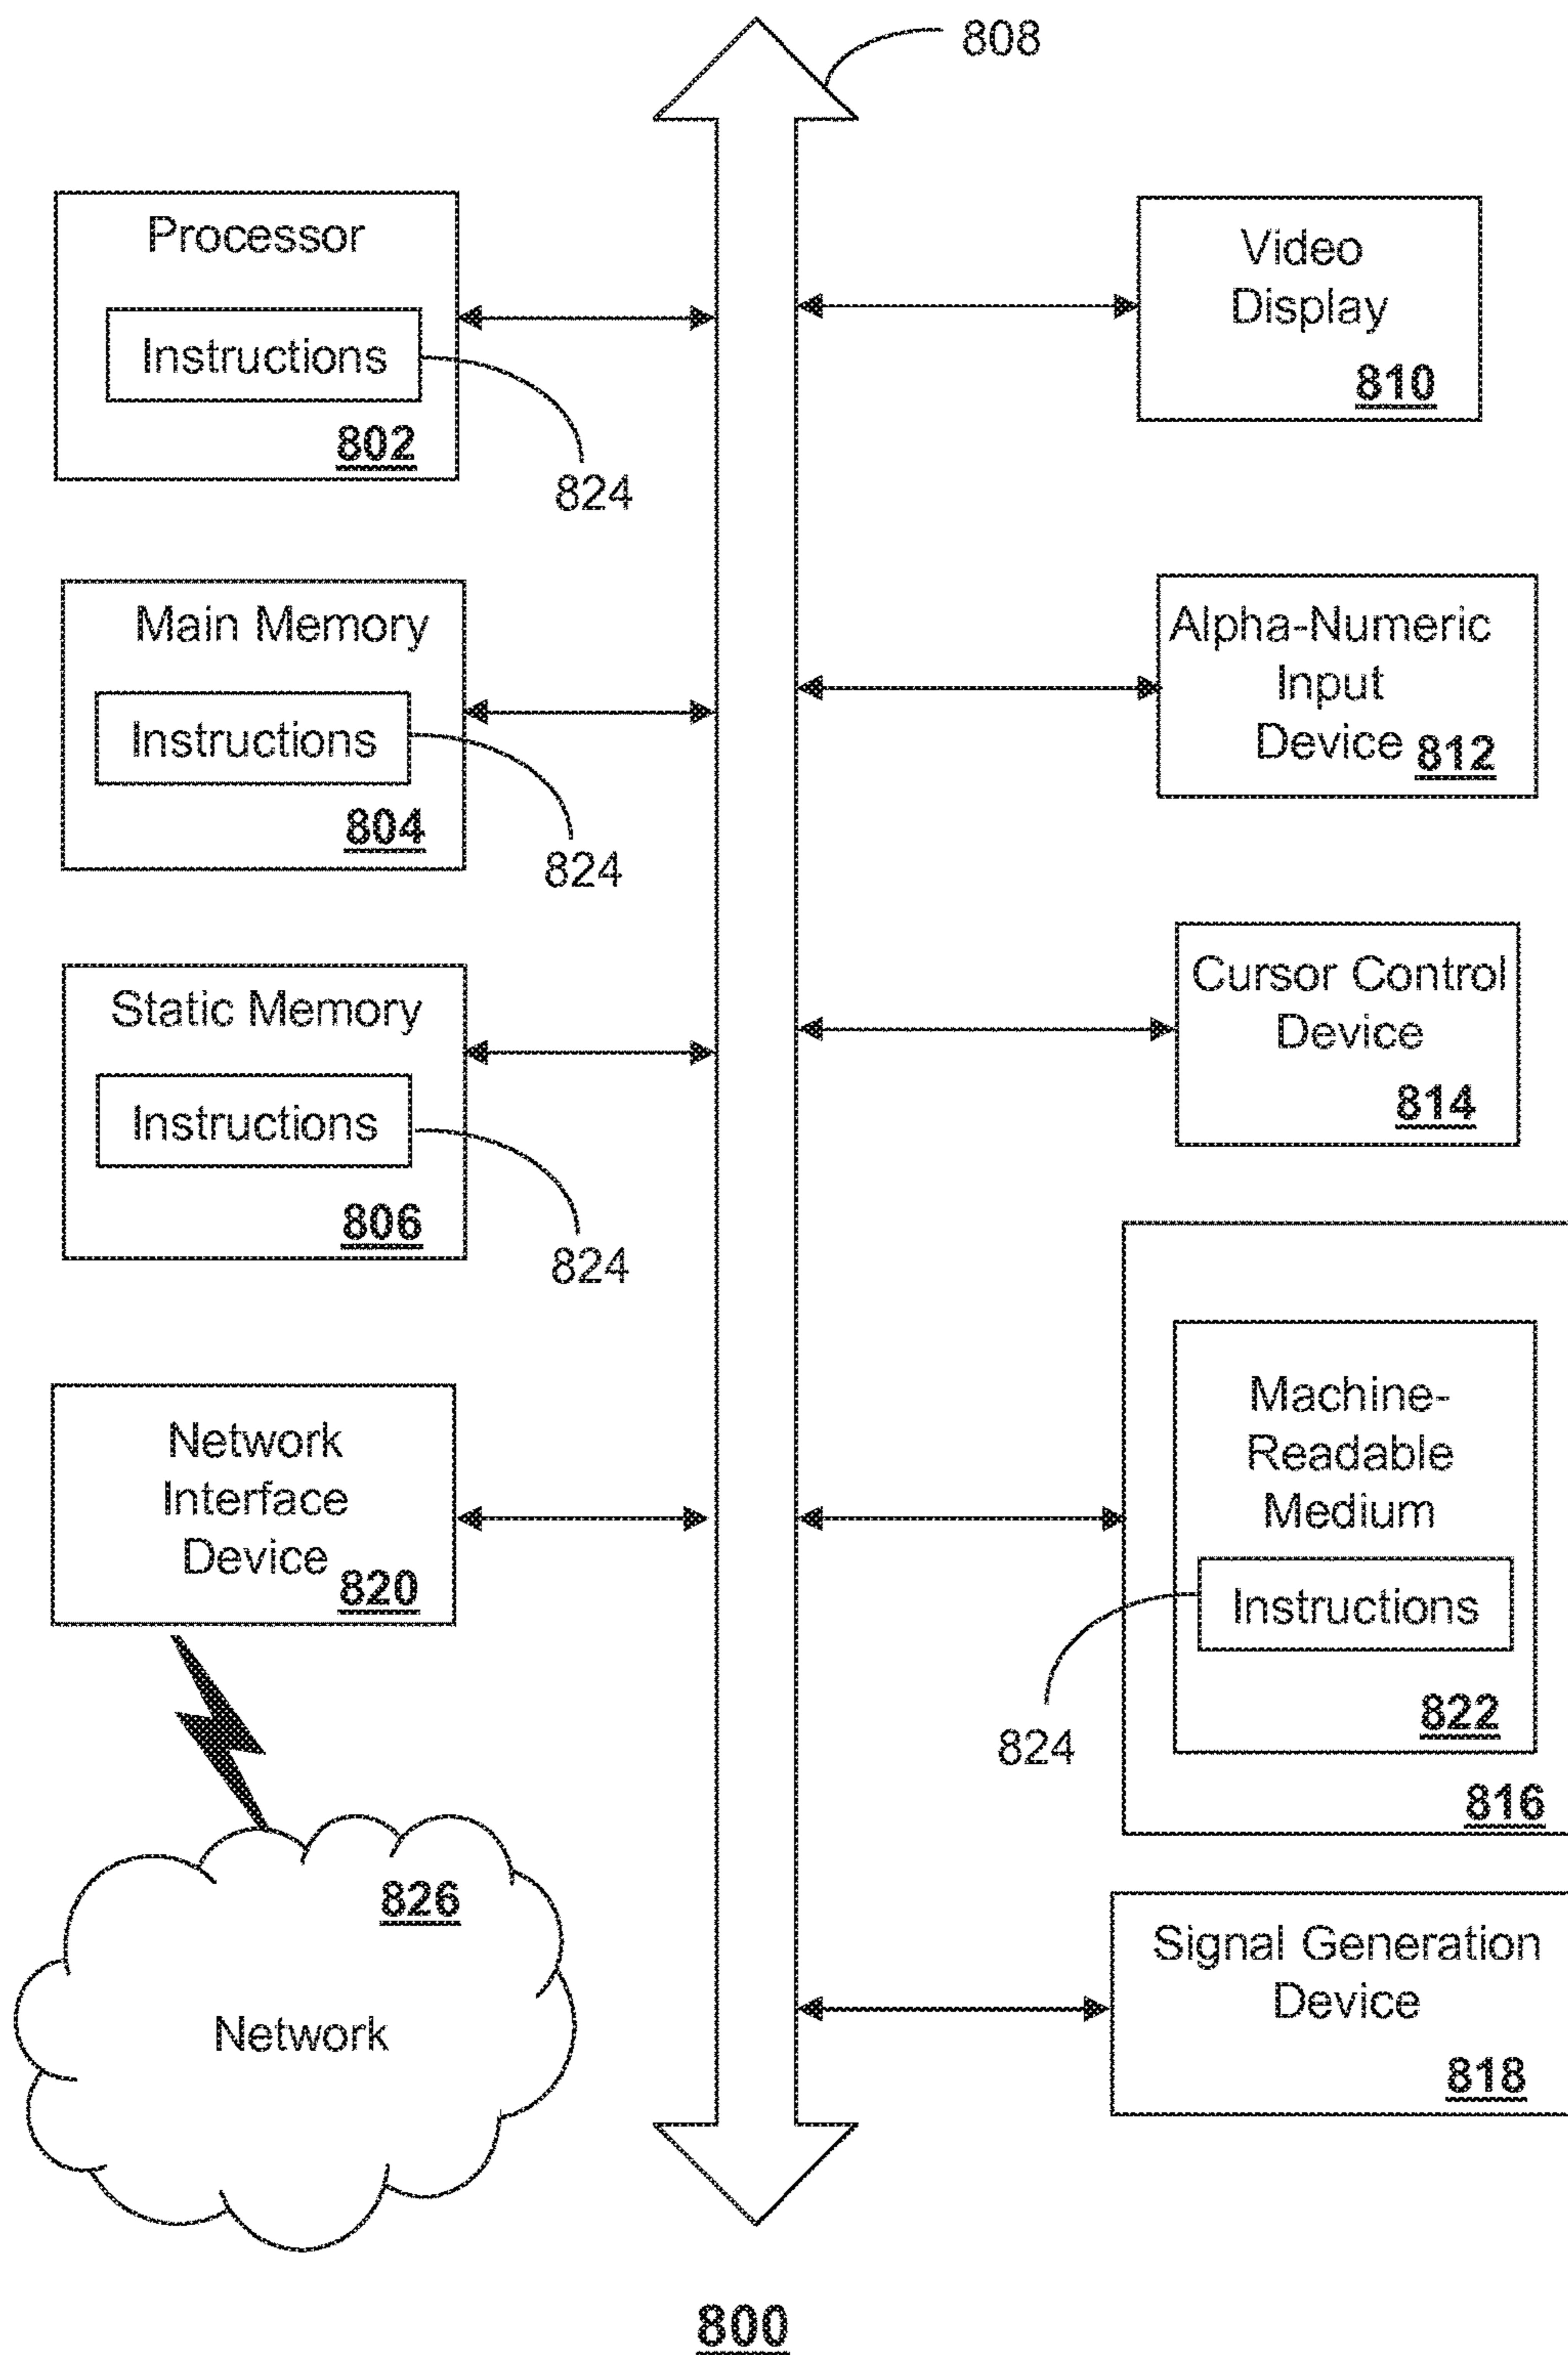 808
Processor
Instructions
802
824
Video
Display
810
Main Memory
Instructions
804
824
Alpha-Numeric
Input
Device 812
Static Memory
Instructions
806
824
Cursor Control
Device
814
Network
Interface
Device
820
Machine-
Readable
Medium
Instructions
822
824
816
826
Network
Signal Generation
Device
818
800